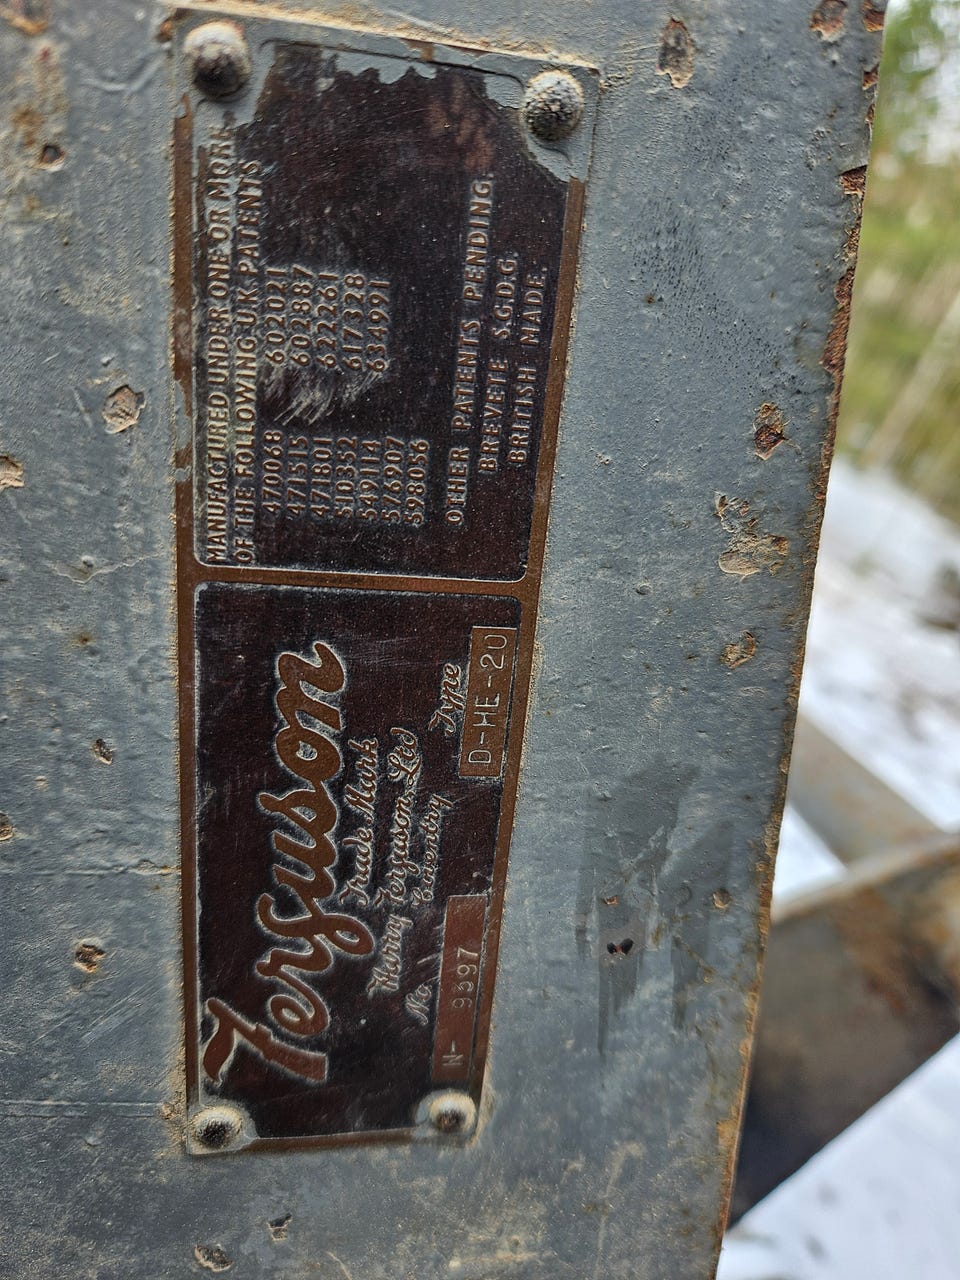 Ferguson
Trade Mark
Harry Ferguson Ltd
Coventry
No. Type
N- 9397 D-HE-20
MANUFACTURED UNDER ONE OR MORE
OF THE FOLLOWING UK PATENTS
470068 602021
471515 602887
471801 622261
510352 617328
549114 634991
576907
598056
OTHER PATENTS PENDING.
BREVETE S.G.D.G.
BRITISH MADE.